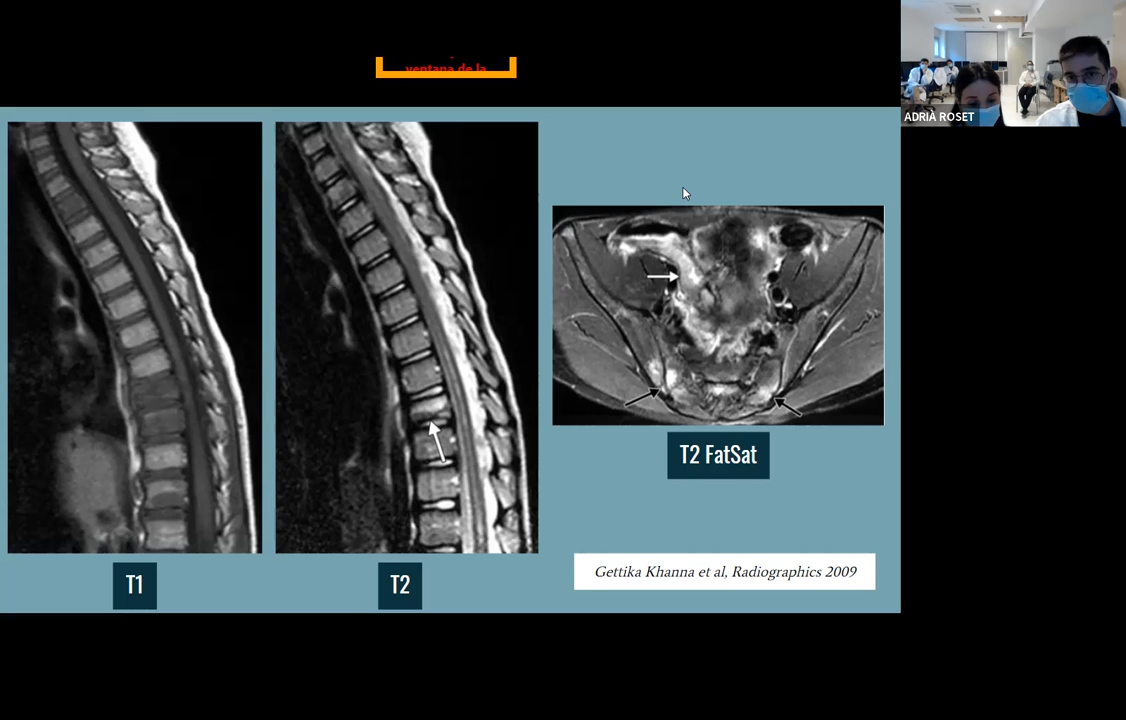 ventana de la
ADRIÀ ROSET
T2 FatSat
Gettika Khanna et al, Radiographics 2009
T1
T2